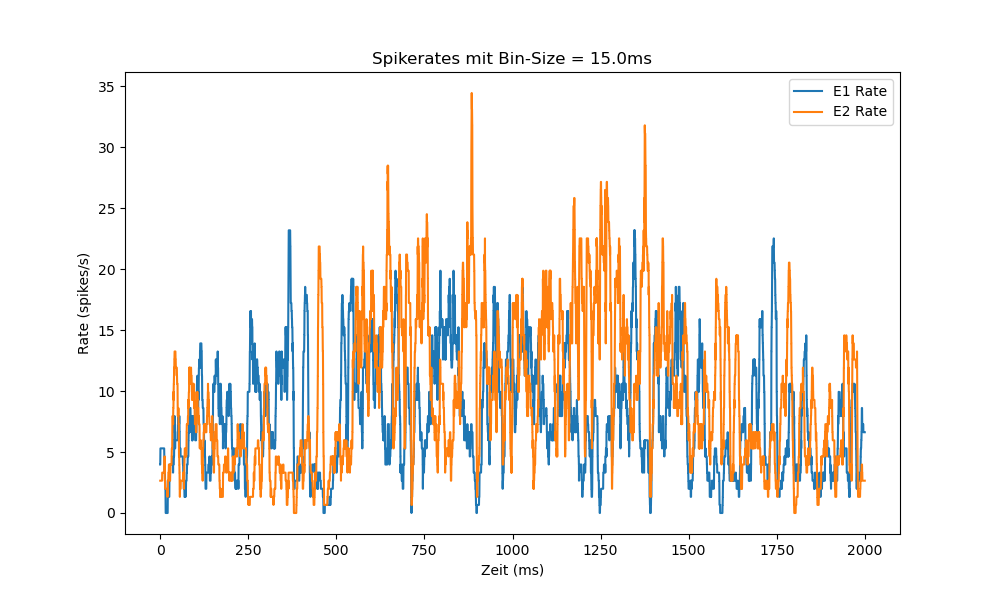 Spikerates mit Bin-Size = 15.0ms
E1 Rate
E2 Rate
35
30
25
20
15
10
5
0
Rate (spikes/s)
0 250 500 750 1000 1250 1500 1750 2000
Zeit (ms)